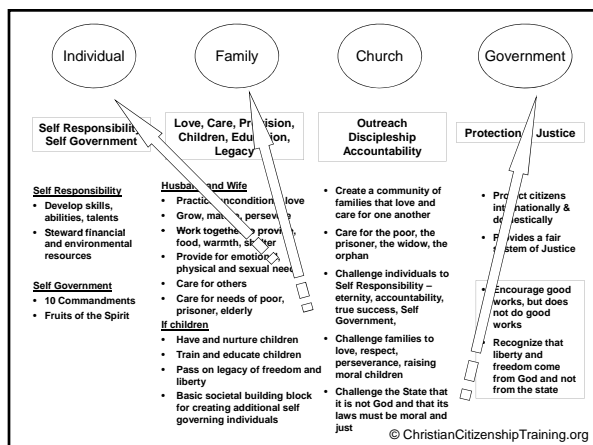 Individual
Family
Church
Government
Self Responsibility
Self Government
Love, Care, Provision,
Children, Education,
Legacy
Outreach
Discipleship
Accountability
Protection & Justice
Self Responsibility
• Develop skills,
abilities, talents
• Steward financial
and environmental
resources
Self Government
• 10 Commandments
• Fruits of the Spirit
Husband and Wife
• Practice unconditional love
• Grow, mature, persevere
• Work together to provide,
food, warmth, shelter
• Provide for emotional,
physical and sexual needs
• Care for others
• Care for needs of poor,
prisoner, elderly
If children
• Have and nurture children
• Train and educate children
• Pass on legacy of freedom and
liberty
• Basic societal building block
for creating additional self
governing individuals
• Create a community of
families that love and
care for one another
• Care for the poor, the
prisoner, the widow, the
orphan
• Challenge individuals to
Self Responsibility –
eternity, accountability,
true success, Self
Government,
• Challenge families to
love, respect,
perseverance, raising
moral children
• Challenge the State that
it is not God and that its
laws must be moral and
just
• Protect citizens
internationally &
domestically
• Provides a fair
system of Justice
• Encourage good
works, but does
not do good
works
• Recognize that
liberty and
freedom come
from God and not
from the state
© ChristianCitizenshipTraining.org